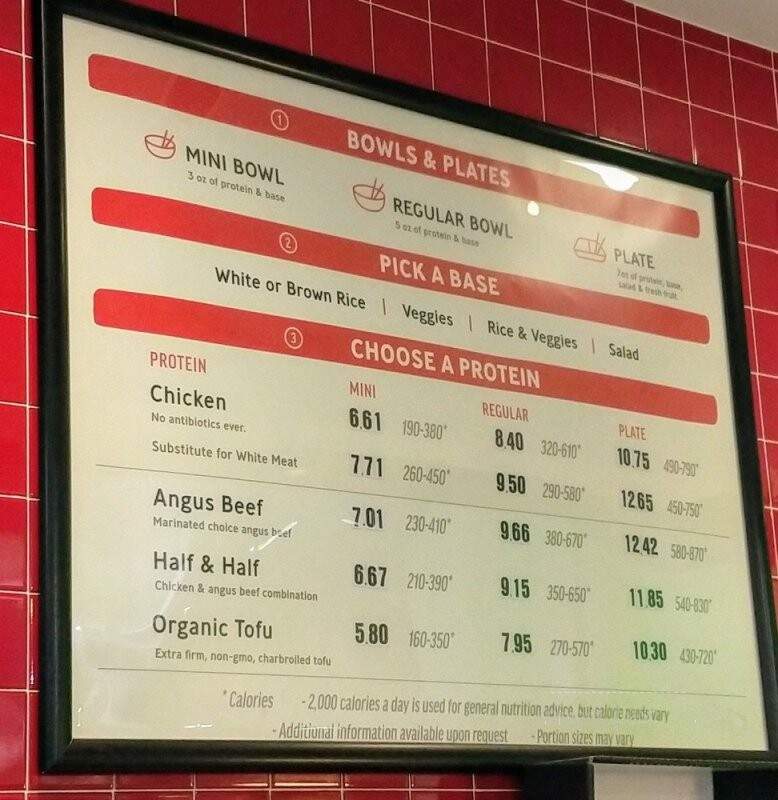 1 BOWLS & PLATES
MINI BOWL
3 oz of protein & base
REGULAR BOWL
5 oz of protein & base
PLATE
7oz of protein, base,
salad & fresh fruit
2 PICK A BASE
White or Brown Rice | Veggies | Rice & Veggies | Salad
3 CHOOSE A PROTEIN
PROTEIN MINI REGULAR PLATE
Chicken 6.61 190-380* 8.40 320-610* 10.75 490-790*
No antibiotics ever.
Substitute for White Meat 7.71 260-450* 9.50 290-580* 12.65 450-750*
Angus Beef 7.01 230-410* 9.66 380-670* 12.42 580-870*
Marinated choice angus beef
Half & Half 6.67 210-390* 9.15 350-650* 11.85 540-830*
Chicken & angus beef combination
Organic Tofu 5.80 160-350* 7.95 270-570* 10.30 430-720*
Extra firm, non-gmo, charbroiled tofu
*Calories - 2,000 calories a day is used for general nutrition advice, but calorie needs vary
- Additional information available upon request - Portion sizes may vary